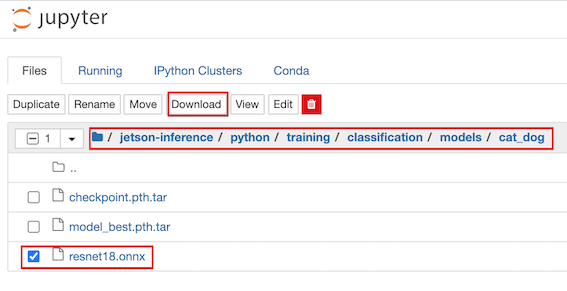 jupyter
Files Running IPython Clusters Conda
Duplicate Rename Move Download View Edit
1 / jetson-inference / python / training / classification / models / cat_dog
..
checkpoint.pth.tar
model_best.pth.tar
resnet18.onnx